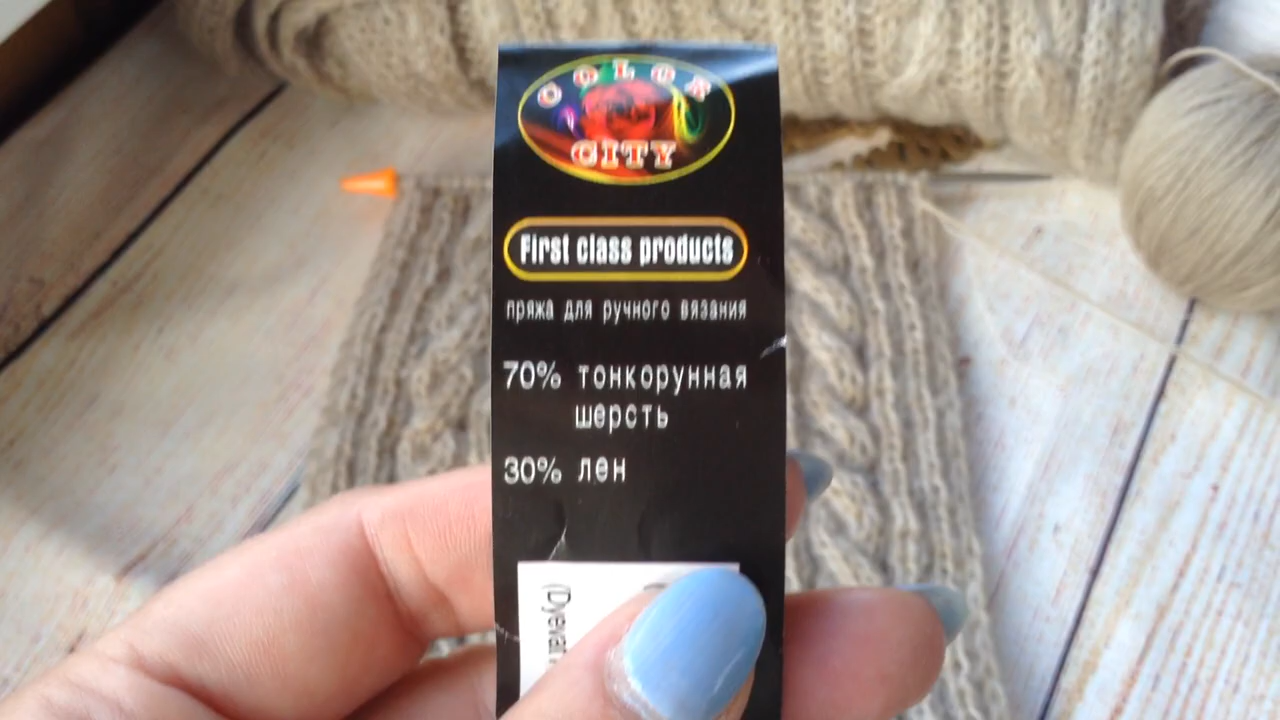 COLOR
CITY
First class products
пряжа для ручного вязания
70% тонкорунная
шерсть
30% лен